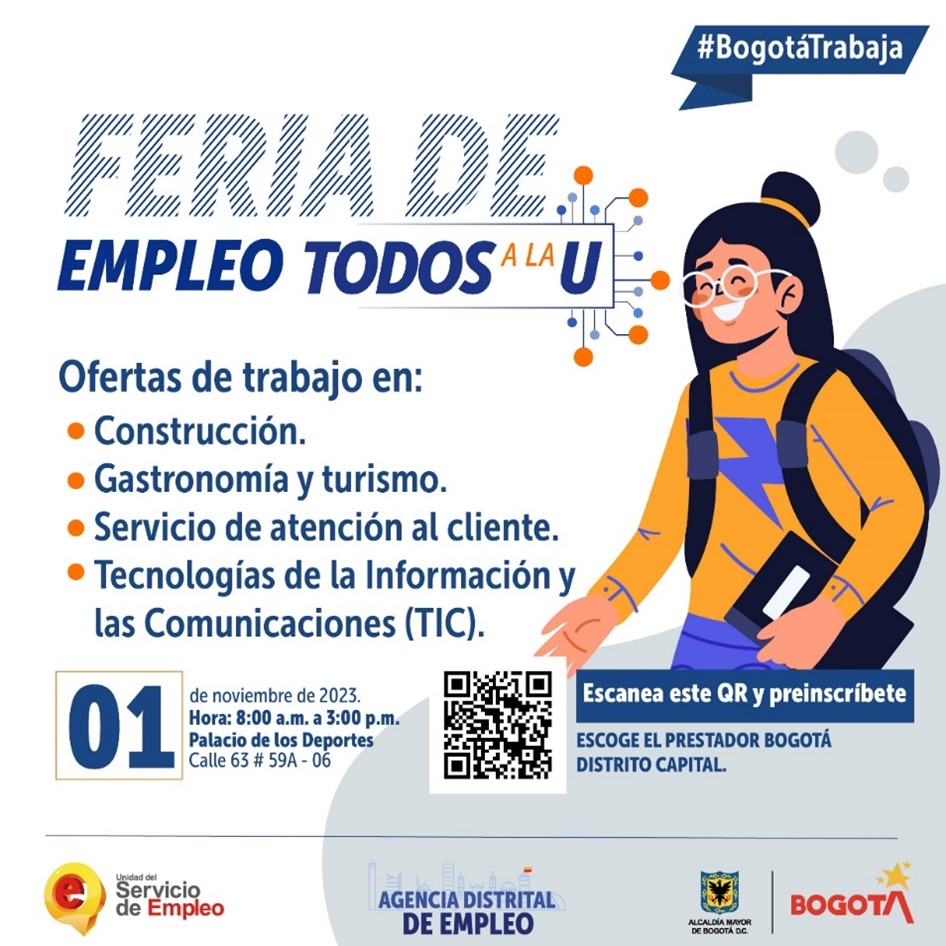 #BogotáTrabaja
FERIA DE
EMPLEO TODOS A LA U
Ofertas de trabajo en:
• Construcción.
• Gastronomía y turismo.
• Servicio de atención al cliente.
• Tecnologías de la Información y
las Comunicaciones (TIC).
01
de noviembre de 2023.
Hora: 8:00 a.m. a 3:00 p.m.
Palacio de los Deportes
Calle 63 # 59A - 06
Escanea este QR y preinscríbete
ESCOGE EL PRESTADOR BOGOTÁ
DISTRITO CAPITAL.
e
Unidad del
Servicio
de Empleo
AGENCIA DISTRITAL
DE EMPLEO
ALCALDÍA MAYOR
DE BOGOTÁ D.C.
BOGOTÁ